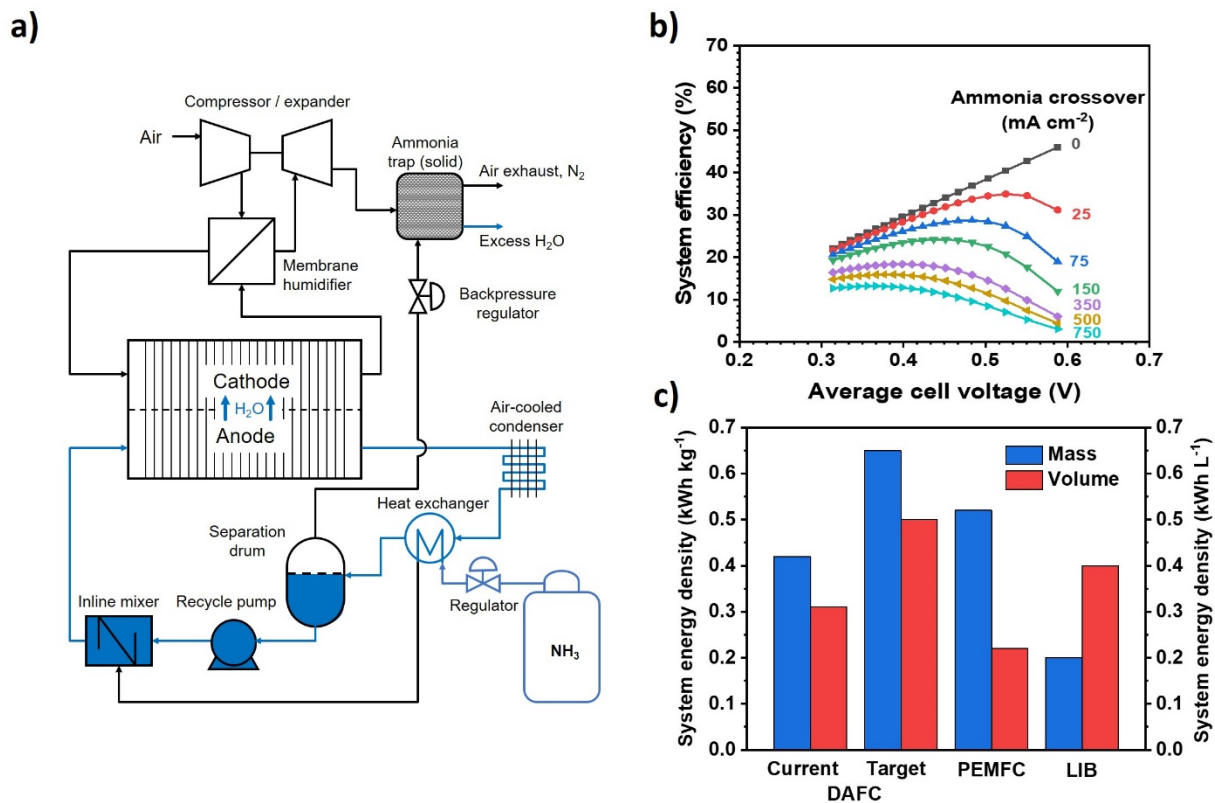 a)
Compressor / expander
Air
Ammonia
trap (solid)
Air exhaust, N₂
Excess H₂O
Membrane
humidifier
Backpressure
regulator
Cathode
H₂O
Anode
Air-cooled
condenser
Heat exchanger
Separation
drum
Inline mixer
Recycle pump
Regulator
NH₃
b)
System efficiency (%)
70
60
50
40
30
20
10
0
0.2
0.3
0.4
0.5
0.6
0.7
Average cell voltage (V)
Ammonia crossover
(mA cm⁻²)
0
25
75
150
350
500
750
c)
System energy density (kWh kg⁻¹)
0.7
0.6
0.5
0.4
0.3
0.2
0.1
0.0
Mass
Volume
0.7
0.6
0.5
0.4
0.3
0.2
0.1
0.0
System energy density (kWh L⁻¹)
Current Target PEMFC LIB
DAFC